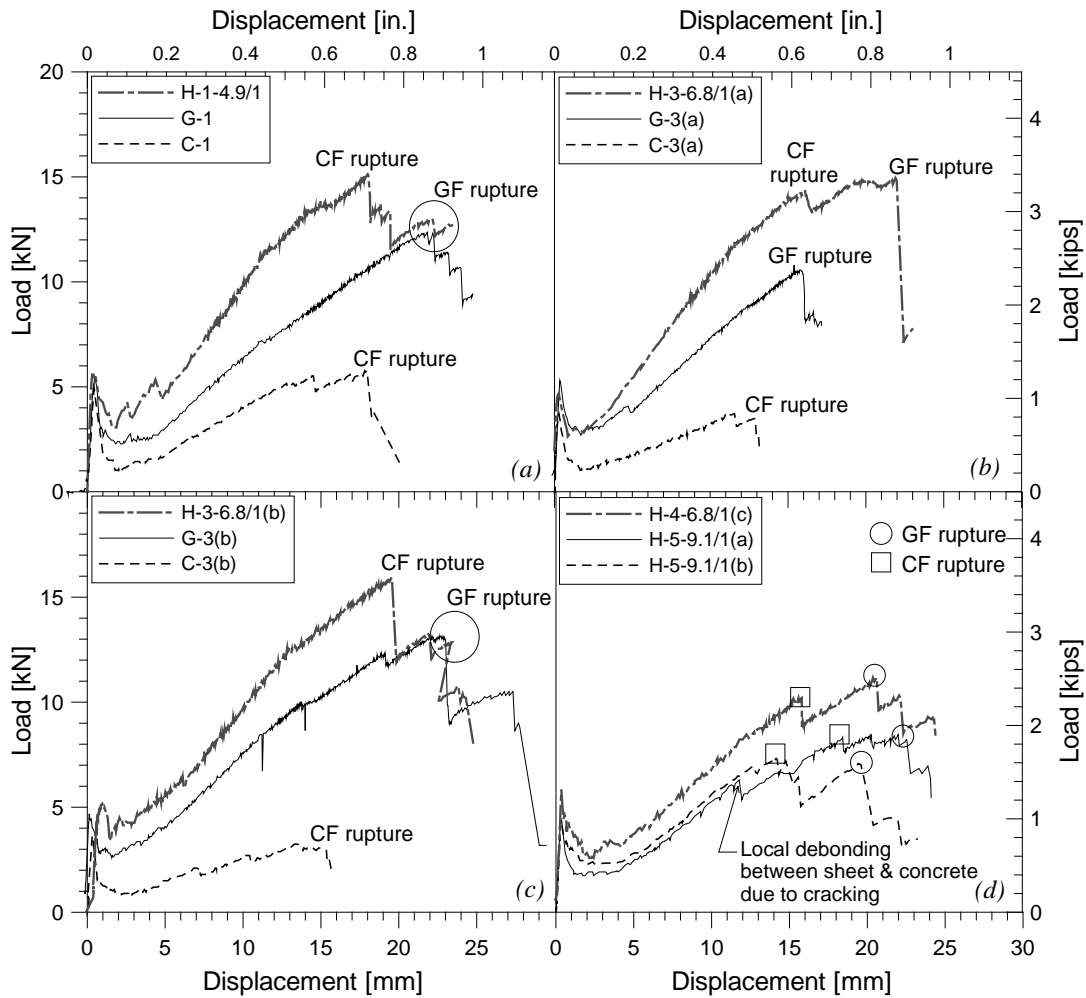 Displacement [in.]
Displacement [in.]
0 0.2 0.4 0.6 0.8 1
0 0.2 0.4 0.6 0.8 1
20
15
10
5
0
Load [kN]
H-1-4.9/1
G-1
C-1
CF rupture
GF rupture
CF rupture
(a)
H-3-6.8/1(a)
G-3(a)
C-3(a)
CF
rupture
GF rupture
GF rupture
CF rupture
(b)
4
3
2
1
0
Load [kips]
15
10
5
0
Load [kN]
H-3-6.8/1(b)
G-3(b)
C-3(b)
CF rupture
GF rupture
CF rupture
(c)
H-4-6.8/1(c)
H-5-9.1/1(a)
H-5-9.1/1(b)
GF rupture
CF rupture
Local debonding
between sheet & concrete
due to cracking
(d)
4
3
2
1
0
Load [kips]
0 5 10 15 20 25
0 5 10 15 20 25 30
Displacement [mm]
Displacement [mm]